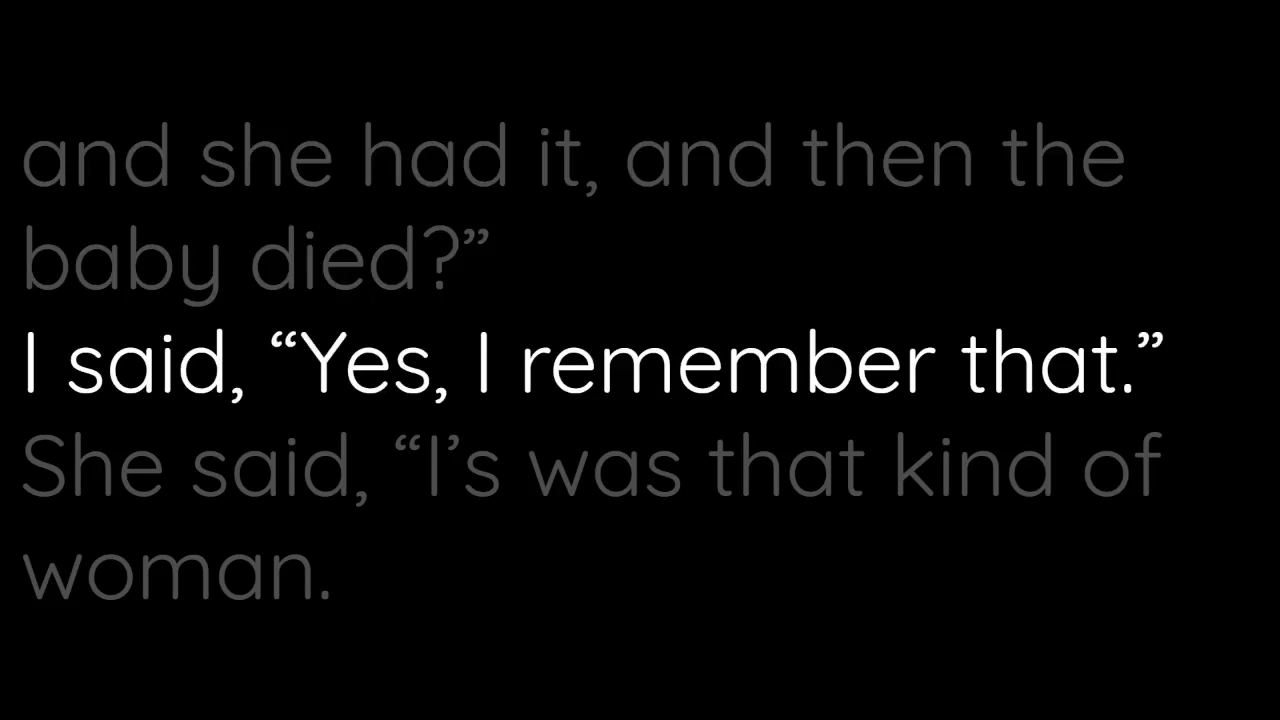 and she had it, and then the
baby died?”
I said, “Yes, I remember that.”
She said, “I’s was that kind of
woman.